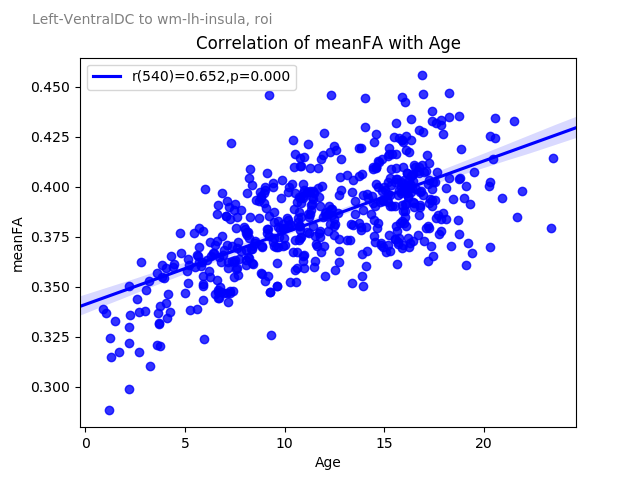 Left-VentralDC to wm-lh-insula, roi
Correlation of meanFA with Age
r(540)=0.652,p=0.000
0.450
0.425
0.400
0.375
0.350
0.325
0.300
meanFA
0 5 10 15 20
Age